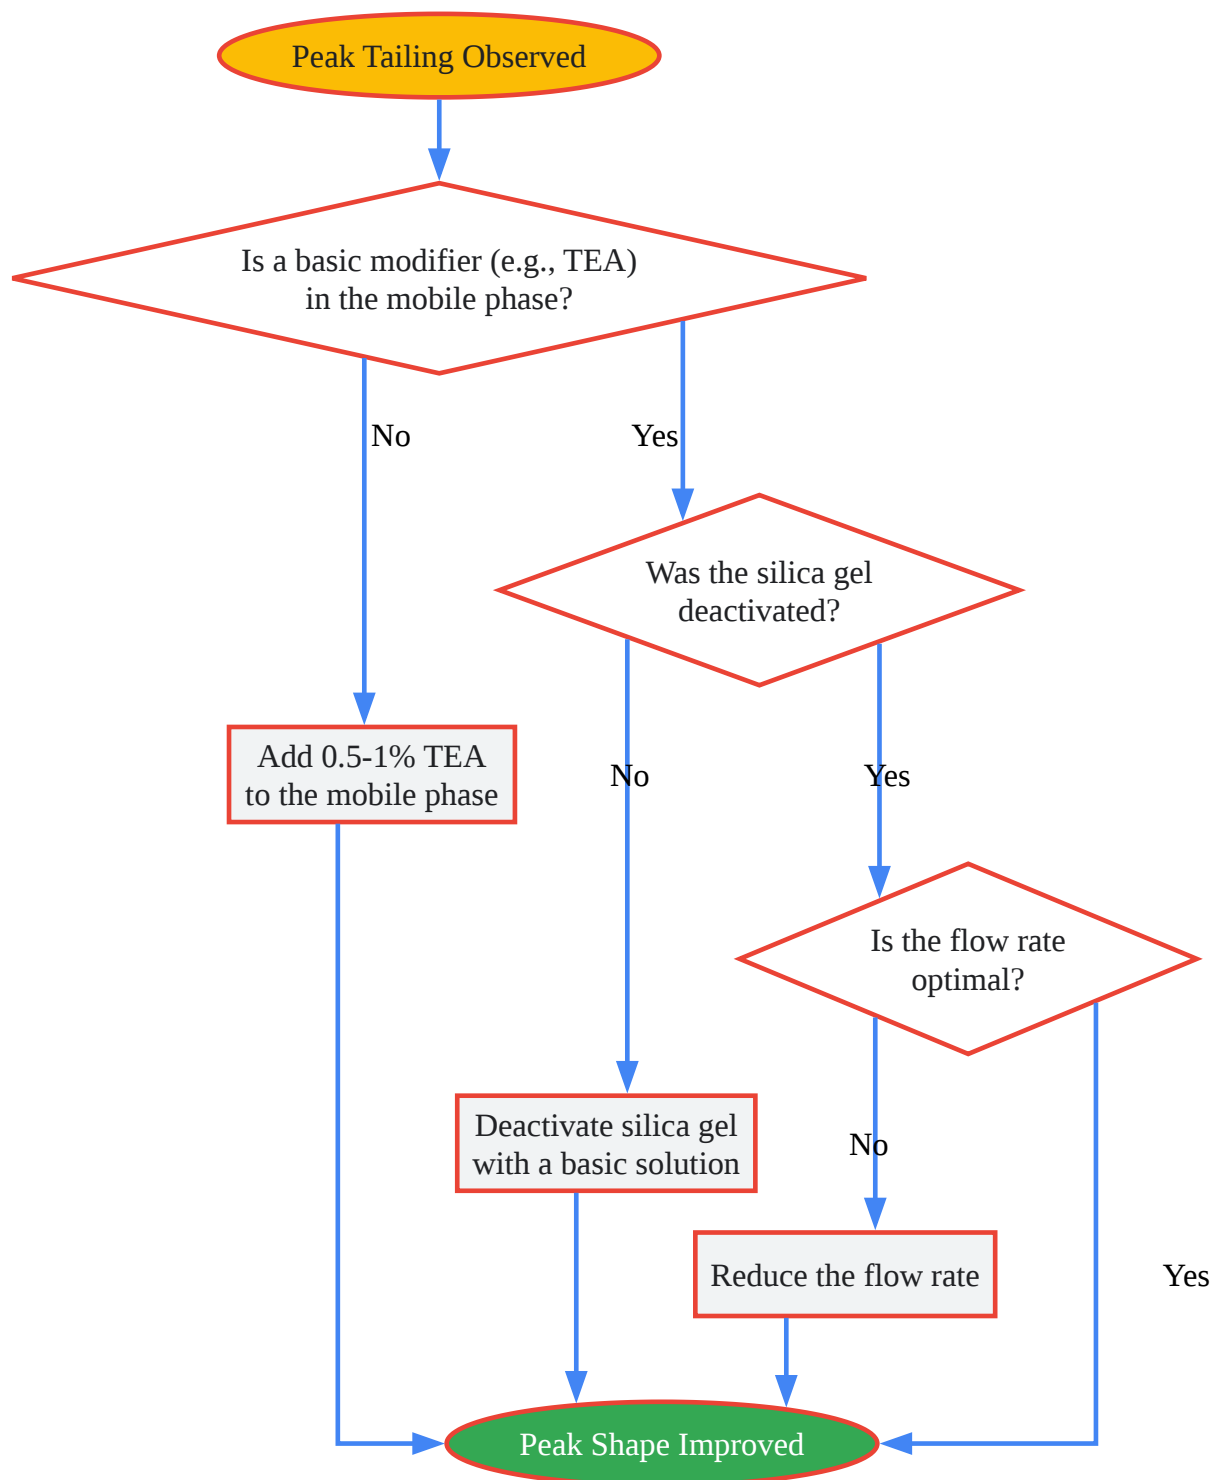 Peak Tailing Observed
Is a basic modifier (e.g., TEA)
in the mobile phase?
No
Yes
Was the silica gel
deactivated?
Add 0.5-1% TEA
to the mobile phase
No
Yes
Is the flow rate
optimal?
Deactivate silica gel
with a basic solution
No
Reduce the flow rate
Yes
Peak Shape Improved